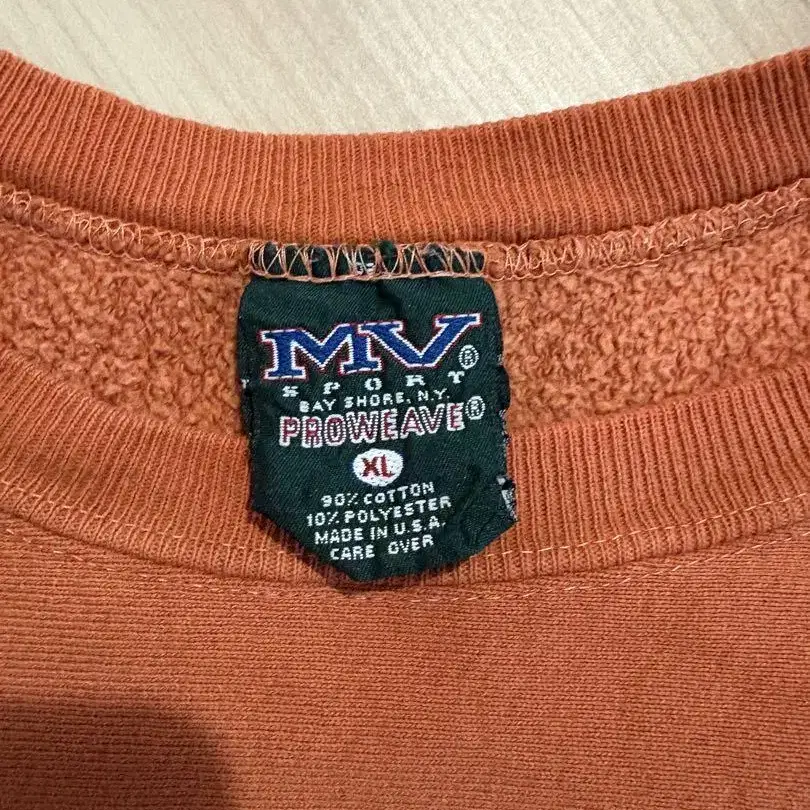 MV®
SPORT
BAY SHORE, N.Y.
PROWEAVE®
XL
90% COTTON
10% POLYESTER
MADE IN U.S.A.
CARE OVER